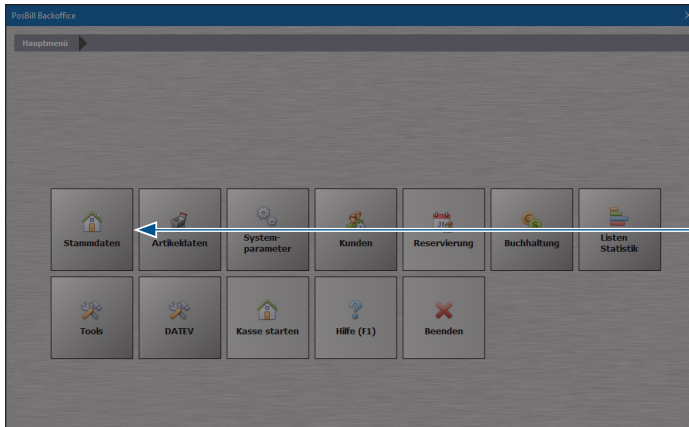 PosBill Backoffice
Hauptmenü
Stammdaten
Artikeldaten
System-
parameter
Kunden
31
Reservierung
Buchhaltung
Listen
Statistik
Tools
DATEV
Kasse starten
Hilfe (F1)
Beenden